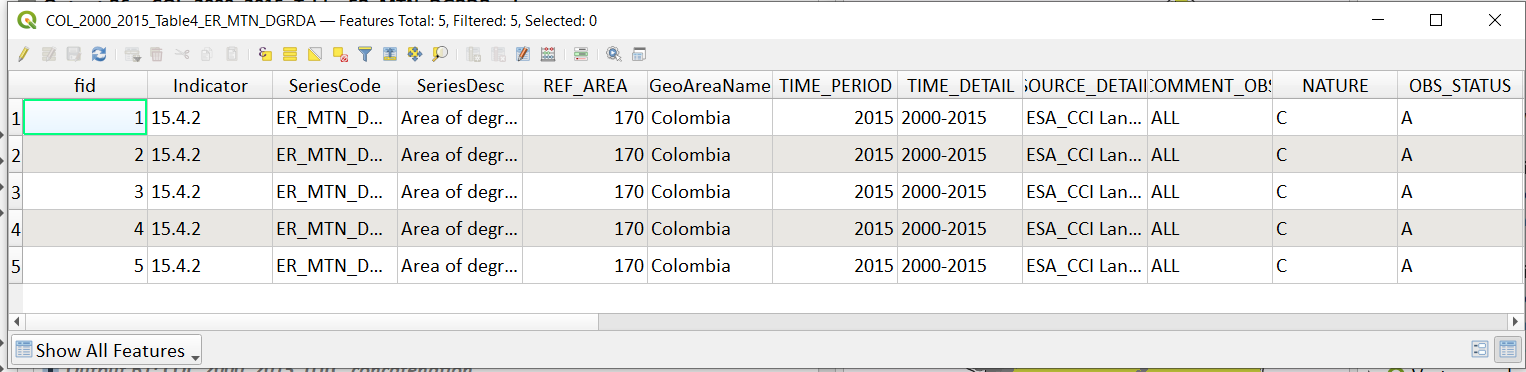 COL_2000_2015_Table4_ER_MTN_DGRDA — Features Total: 5, Filtered: 5, Selected: 0
fid Indicator SeriesCode SeriesDesc REF_AREA GeoAreaName TIME_PERIOD TIME_DETAIL SOURCE_DETAIL COMMENT_OBS NATURE OBS_STATUS
1 1 15.4.2 ER_MTN_D... Area of degr... 170 Colombia 2015 2000-2015 ESA_CCI Lan... ALL C A
2 2 15.4.2 ER_MTN_D... Area of degr... 170 Colombia 2015 2000-2015 ESA_CCI Lan... ALL C A
3 3 15.4.2 ER_MTN_D... Area of degr... 170 Colombia 2015 2000-2015 ESA_CCI Lan... ALL C A
4 4 15.4.2 ER_MTN_D... Area of degr... 170 Colombia 2015 2000-2015 ESA_CCI Lan... ALL C A
5 5 15.4.2 ER_MTN_D... Area of degr... 170 Colombia 2015 2000-2015 ESA_CCI Lan... ALL C A
Show All Features